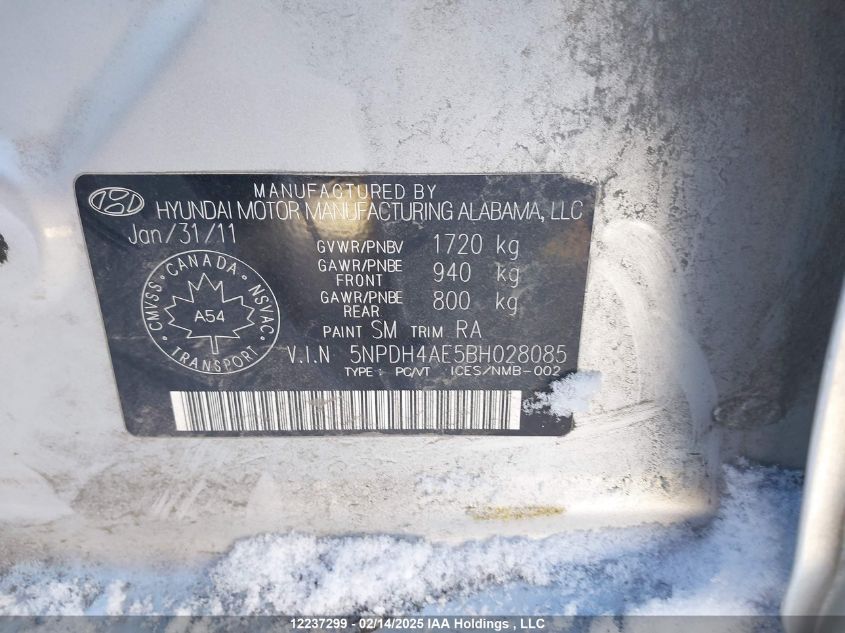 MANUFACTURED BY
HYUNDAI MOTOR MANUFACTURING ALABAMA, LLC
Jan/31/11
GVWR/PNBV 1720 kg
GAWR/PNBE FRONT 940 kg
GAWR/PNBE REAR 800 kg
PAINT SM TRIM RA
V.I.N 5NPDH4AE5BH028085
TYPE : PC/VT ICES/NMB-002
CMVSS · CANADA · NSVAC · TRANSPORT ·
A54
12237299 - 02/14/2025 IAA Holdings , LLC